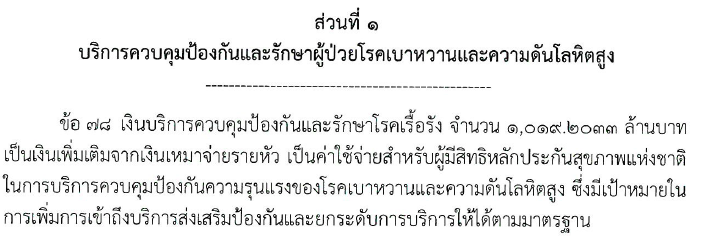 ส่วนที่ ๑
บริการควบคุมป้องกันและรักษาผู้ป่วยโรคเบาหวานและความดันโลหิตสูง
--------------------------------------------------
ข้อ ๗๘ เงินบริการควบคุมป้องกันและรักษาโรคเรื้อรัง จำนวน ๑,๐๑๙.๒๐๓๓ ล้านบาท
เป็นเงินเพิ่มเติมจากเงินเหมาจ่ายรายหัว เป็นค่าใช้จ่ายสำหรับผู้มีสิทธิหลักประกันสุขภาพแห่งชาติ
ในการบริการควบคุมป้องกันความรุนแรงของโรคเบาหวานและความดันโลหิตสูง ซึ่งมีเป้าหมายใน
การเพิ่มการเข้าถึงบริการส่งเสริมป้องกันและยกระดับการบริการให้ได้ตามมาตรฐาน